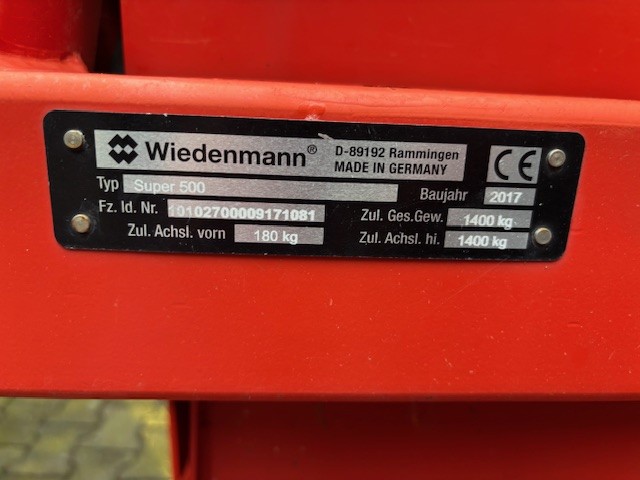 Wiedenmann® D-89192 Rammingen
MADE IN GERMANY
CE
Typ Super 500
Baujahr 2017
Fz. Id. Nr. 10102700009171081
Zul. Ges.Gew. 1400 kg
Zul. Achsl. vorn 180 kg
Zul. Achsl. hi. 1400 kg